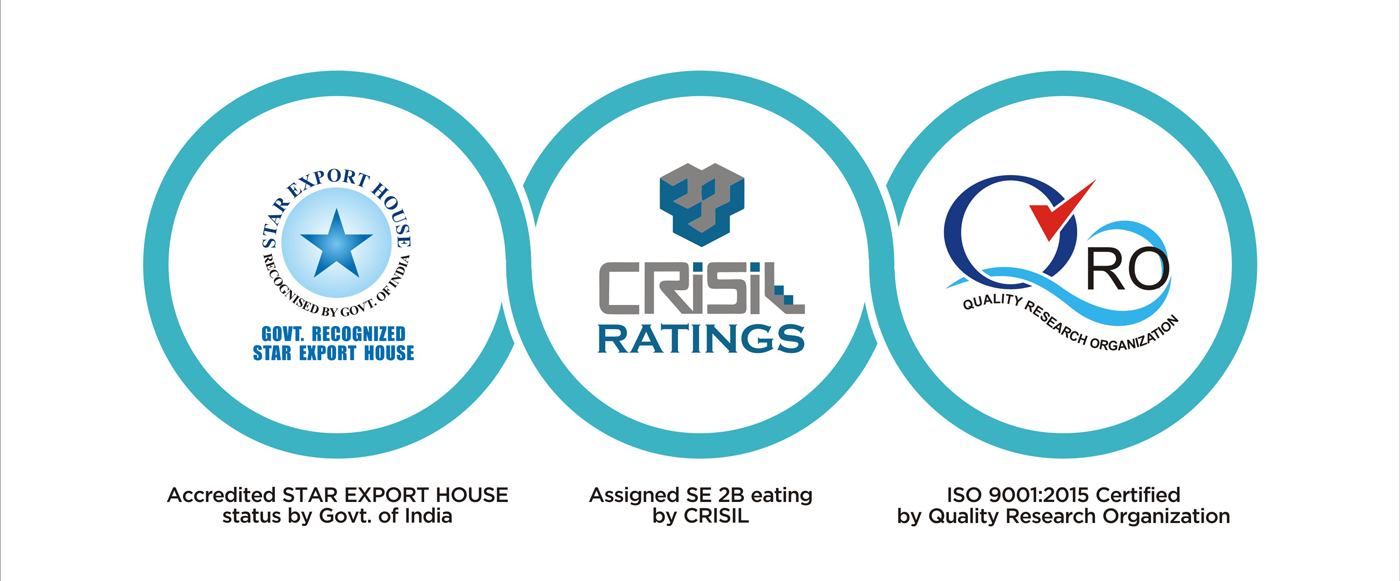 STAR EXPORT HOUSE
RECOGNISED BY GOVT. OF INDIA
GOVT. RECOGNIZED
STAR EXPORT HOUSE
Accredited STAR EXPORT HOUSE
status by Govt. of India
CRISIL
RATINGS
Assigned SE 2B eating
by CRISIL
QRO
QUALITY RESEARCH ORGANIZATION
ISO 9001:2015 Certified
by Quality Research Organization